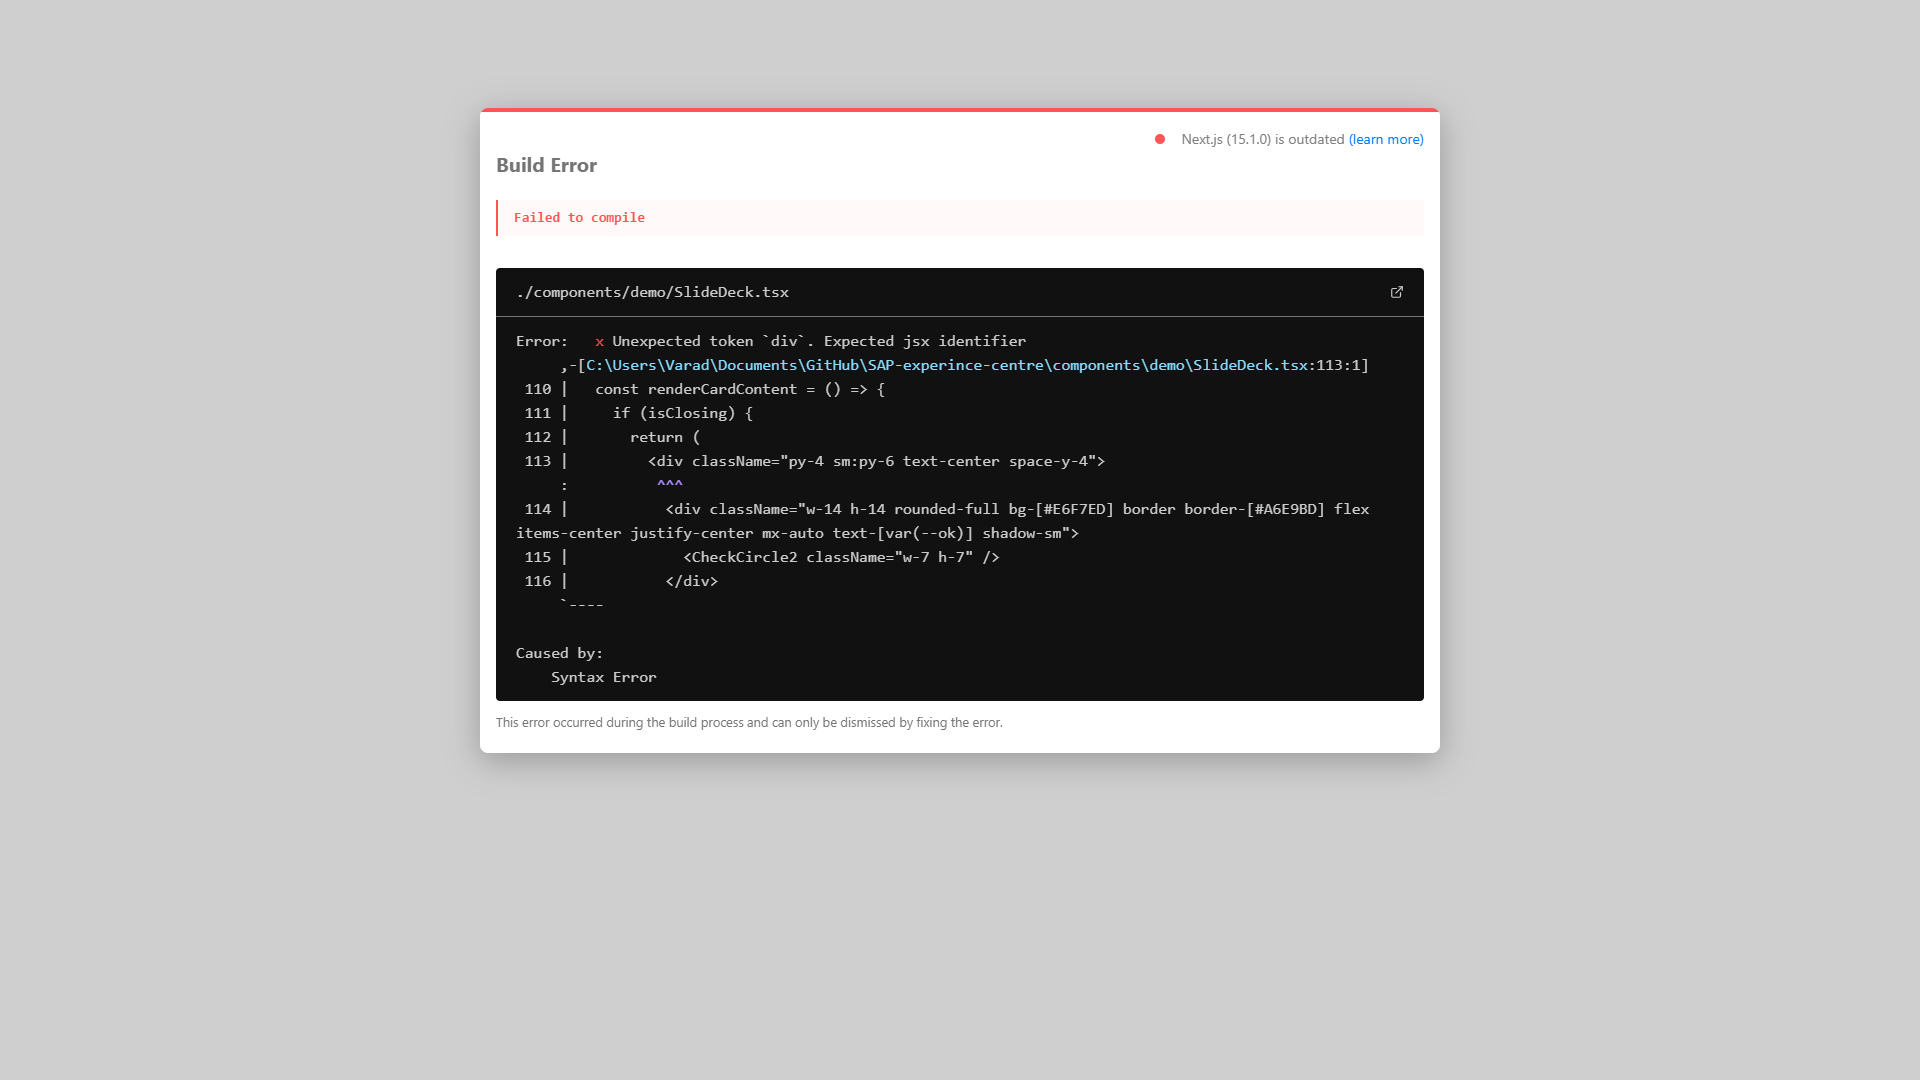 Next.js (15.1.0) is outdated (learn more)
Build Error
Failed to compile
./components/demo/SlideDeck.tsx
Error:   x Unexpected token `div`. Expected jsx identifier
     ,-[C:\Users\Varad\Documents\GitHub\SAP-experince-centre\components\demo\SlideDeck.tsx:113:1]
 110 |   const renderCardContent = () => {
 111 |     if (isClosing) {
 112 |       return (
 113 |         <div className="py-4 sm:py-6 text-center space-y-4">
     :          ^^^
 114 |           <div className="w-14 h-14 rounded-full bg-[#E6F7ED] border border-[#A6E9BD] flex
items-center justify-center mx-auto text-[var(--ok)] shadow-sm">
 115 |             <CheckCircle2 className="w-7 h-7" />
 116 |           </div>
     `----
Caused by:
    Syntax Error
This error occurred during the build process and can only be dismissed by fixing the error.